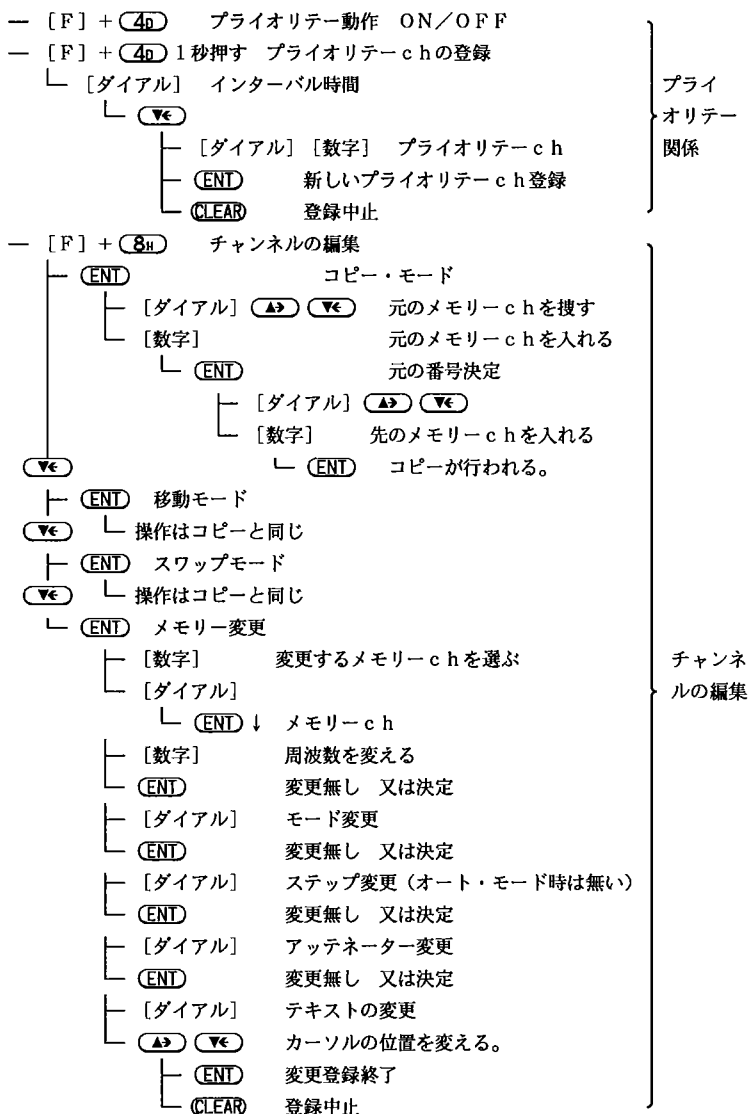 — [F]+(4D) プライオリテー動作 ON/OFF
— [F]+(4D)1秒押す プライオリテーchの登録
└ [ダイアル] インターバル時間 プライ
└ (▼←) オリテー
├ [ダイアル] [数字] プライオリテーch 関係
├ (ENT) 新しいプライオリテーch登録
└ (CLEAR) 登録中止
— [F]+(8H) チャンネルの編集
├ (ENT) コピー・モード
├ [ダイアル] (▲→) (▼←) 元のメモリーchを捜す
└ [数字] 元のメモリーchを入れる
└ (ENT) 元の番号決定
├ [ダイアル] (▲→) (▼←)
└ [数字] 先のメモリーchを入れる
(▼←) └ (ENT) コピーが行われる。
├ (ENT) 移動モード
(▼←) └ 操作はコピーと同じ
├ (ENT) スワップモード
(▼←) └ 操作はコピーと同じ
└ (ENT) メモリー変更
├ [数字] 変更するメモリーchを選ぶ チャンネ
└ [ダイアル] ルの編集
└ (ENT)↓ メモリーch
├ [数字] 周波数を変える
└ (ENT) 変更無し 又は決定
├ [ダイアル] モード変更
└ (ENT) 変更無し 又は決定
├ [ダイアル] ステップ変更(オート・モード時は無い)
└ (ENT) 変更無し 又は決定
├ [ダイアル] アッテネーター変更
└ (ENT) 変更無し 又は決定
├ [ダイアル] テキストの変更
└ (▲→) (▼←) カーソルの位置を変える。
├ (ENT) 変更登録終了
└ (CLEAR) 登録中止